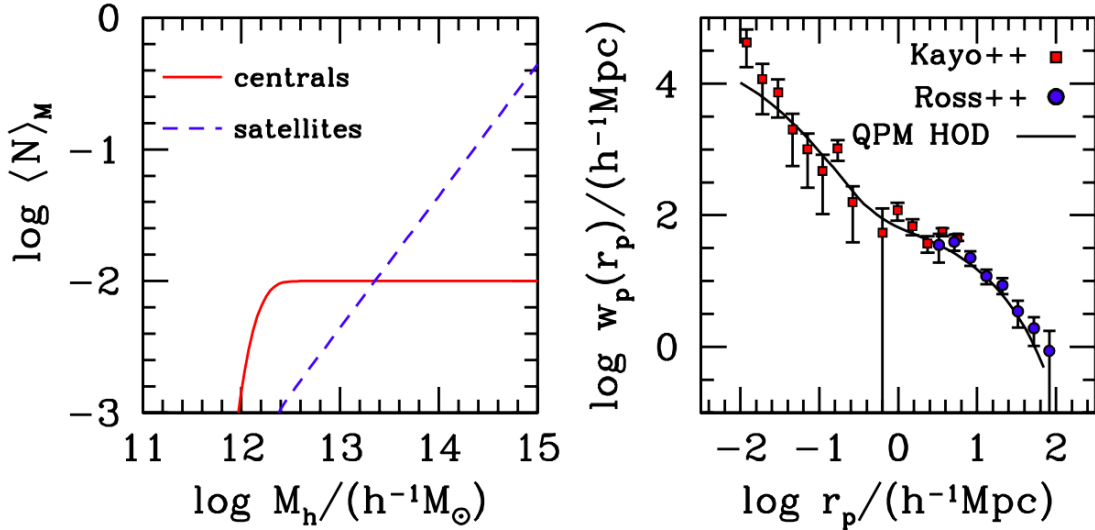 0
-1
-2
-3
log ⟨N⟩M
centrals
satellites
11 12 13 14 15
log Mh/(h⁻¹M⊙)
4
2
0
log wp(rp)/(h⁻¹Mpc)
Kayo++
Ross++
QPM HOD
−2 −1 0 1 2
log rp/(h⁻¹Mpc)